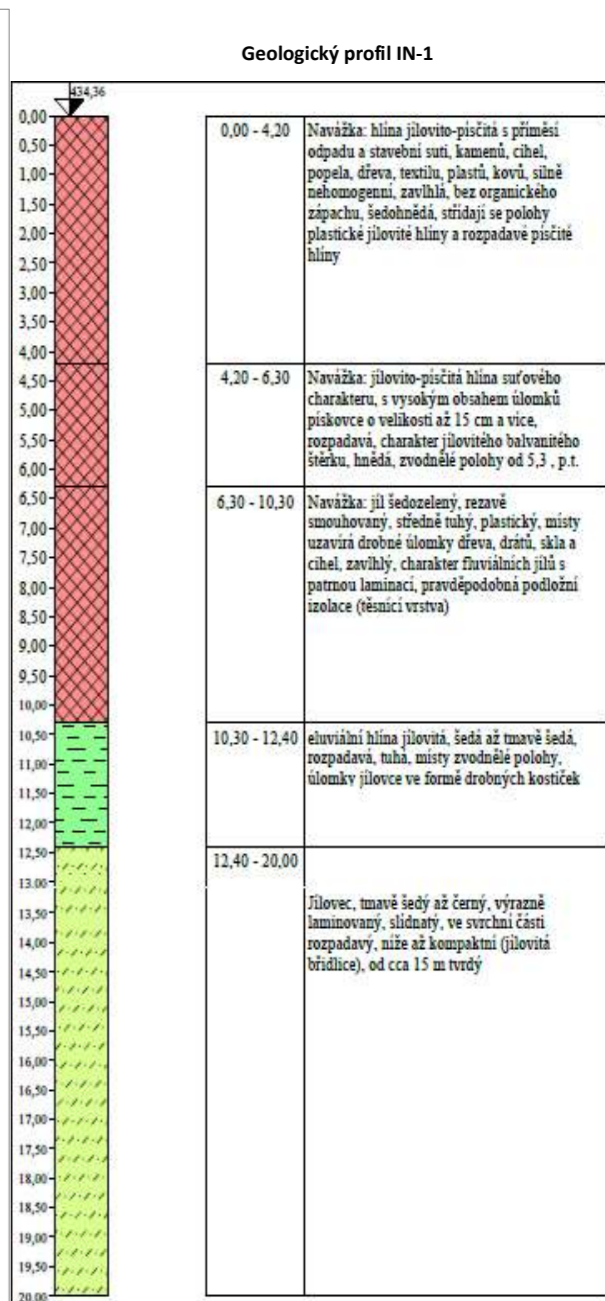 Geologický profil IN-1
434,36
0,00
0,50
1,00
1,50
2,00
2,50
3,00
3,50
4,00
4,50
5,00
5,50
6,00
6,50
7,00
7,50
8,00
8,50
9,00
9,50
10,00
10,50
11,00
11,50
12,00
12,50
13,00
13,50
14,00
14,50
15,00
15,50
16,00
16,50
17,00
17,50
18,00
18,50
19,00
19,50
20,00
0,00 - 4,20
Navážka: hlína jílovito-písčitá s příměsí
odpadu a stavební suti, kamenů, cihel,
popela, dřeva, textilu, plastů, kovů, silně
nehomogenní, zavlhlá, bez organického
zápachu, šedohnědá, střídají se polohy
plastické jílovité hlíny a rozpadavé písčité
hlíny
4,20 - 6,30
Navážka: jílovito-písčitá hlína suťového
charakteru, s vysokým obsahem úlomků
pískovce o velikosti až 15 cm a více,
rozpadavá, charakter jílovitého balvanitého
štěrku, hnědá, zvodnělé polohy od 5,3 , p.t.
6,30 - 10,30
Navážka: jíl šedozelený, rezavě
smouhovaný, středně tuhý, plastický, místy
uzavírá drobné úlomky dřeva, drátů, skla a
cihel, zavlhlý, charakter fluviálních jílů s
patrnou laminací, pravděpodobná podložní
izolace (těsnící vrstva)
10,30 - 12,40
eluviální hlína jílovitá, šedá až tmavě šedá,
rozpadavá, tuhá, místy zvodnělé polohy,
úlomky jílovce ve formě drobných kostiček
12,40 - 20,00
Jílovec, tmavě šedý až černý, výrazně
laminovaný, slídnatý, ve svrchní části
rozpadavý, níže až kompaktní (jílovitá
břidlice), od cca 15 m tvrdý